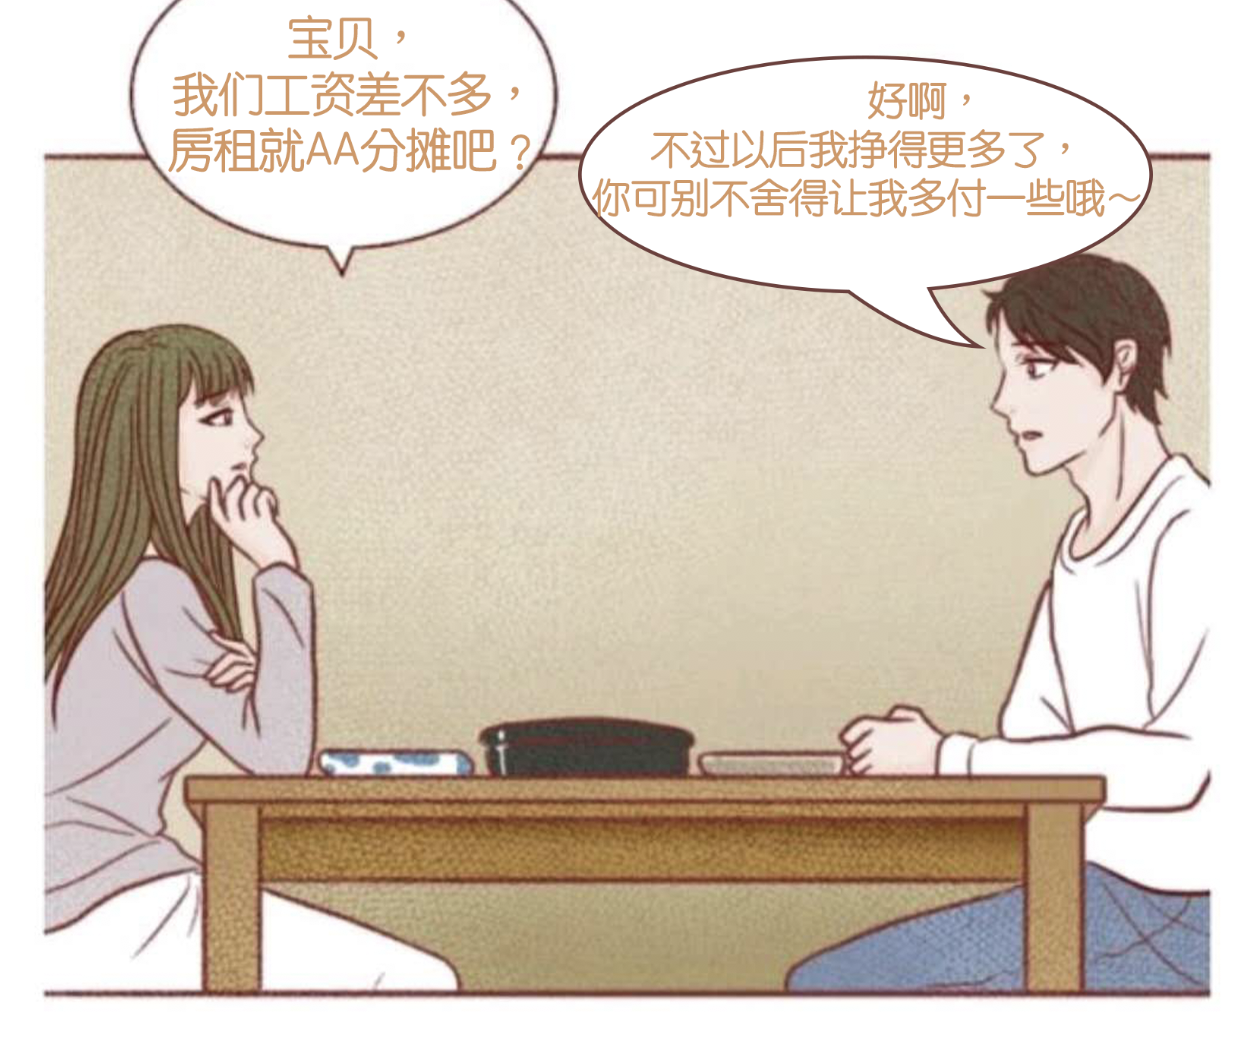 宝贝，
我们工资差不多，
房租就AA分摊吧？
好啊，
不过以后我挣得更多了，
你可别不舍得让我多付一些哦～